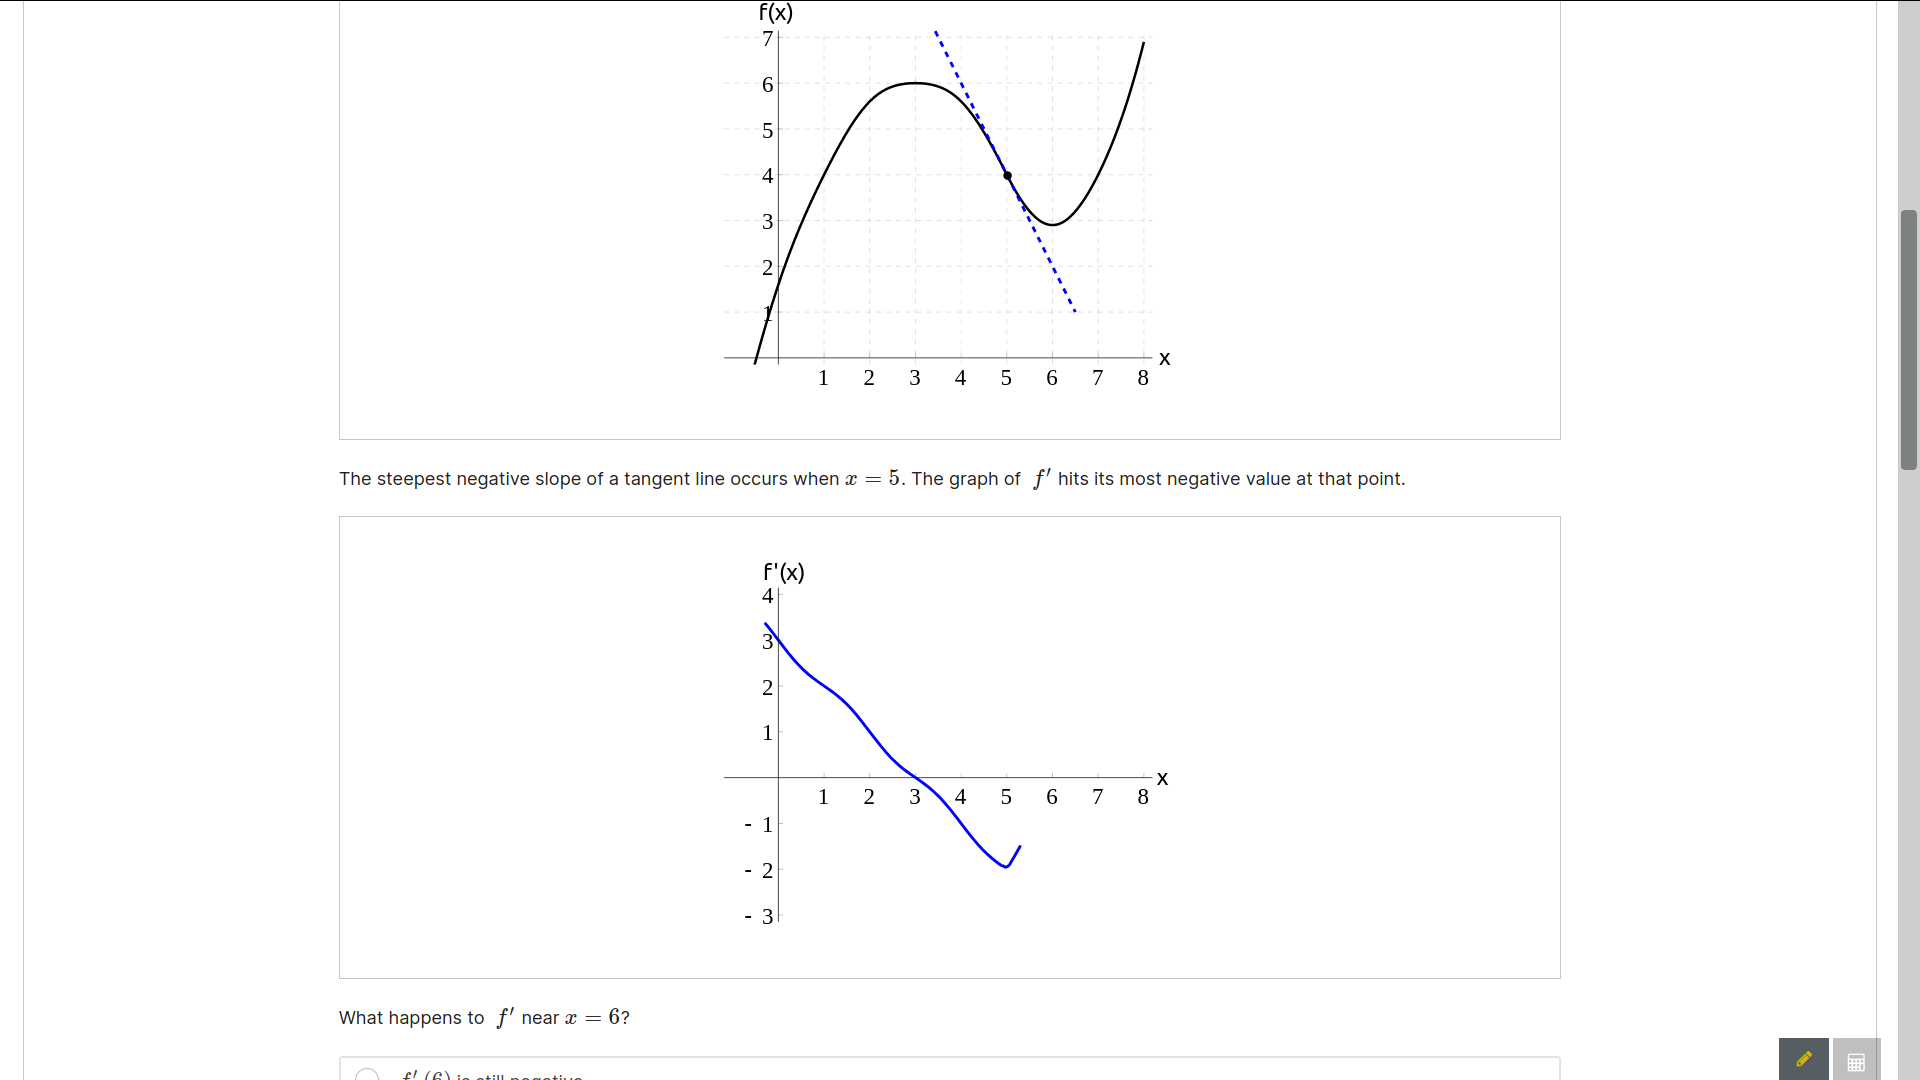 f(x)
7
6
5
4
3
2
1
x
1 2 3 4 5 6 7 8
The steepest negative slope of a tangent line occurs when x = 5. The graph of f′ hits its most negative value at that point.
f'(x)
4
3
2
1
x
1 2 3 4 5 6 7 8
- 1
- 2
- 3
What happens to f′ near x = 6?
f′(6) is still negative